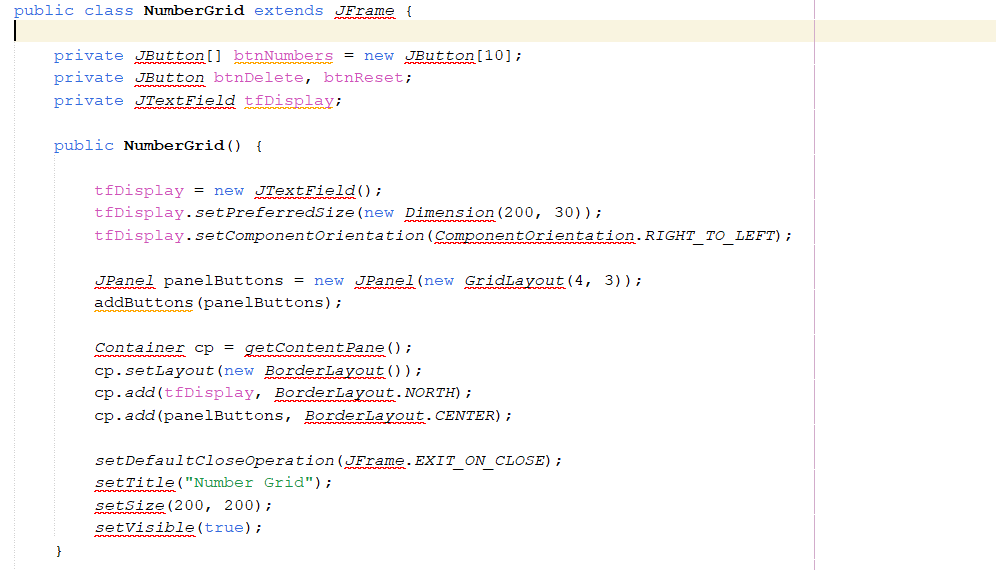 public class NumberGrid extends JFrame {
private JButton[] btnNumbers = new JButton[10];
private JButton btnDelete, btnReset;
private JTextField tfDisplay;
public NumberGrid() {
tfDisplay = new JTextField();
tfDisplay.setPreferredSize(new Dimension(200, 30));
tfDisplay.setComponentOrientation(ComponentOrientation.RIGHT_TO_LEFT);
JPanel panelButtons = new JPanel(new GridLayout(4, 3));
addButtons(panelButtons);
Container cp = getContentPane();
cp.setLayout(new BorderLayout());
cp.add(tfDisplay, BorderLayout.NORTH);
cp.add(panelButtons, BorderLayout.CENTER);
setDefaultCloseOperation(JFrame.EXIT_ON_CLOSE);
setTitle("Number Grid");
setSize(200, 200);
setVisible(true);
}